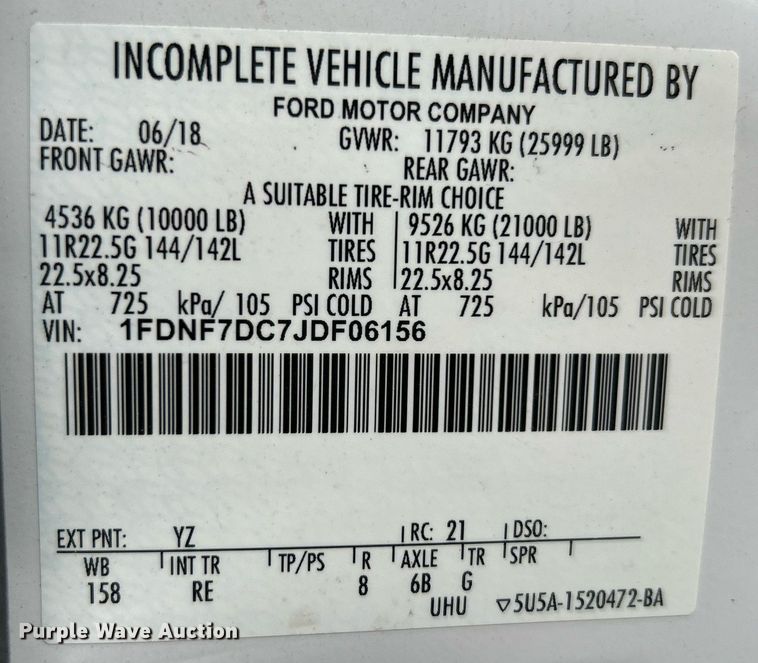 INCOMPLETE VEHICLE MANUFACTURED BY
FORD MOTOR COMPANY
DATE: 06/18 GVWR: 11793 KG (25999 LB)
FRONT GAWR: REAR GAWR:
A SUITABLE TIRE-RIM CHOICE
4536 KG (10000 LB) WITH 9526 KG (21000 LB) WITH
11R22.5G 144/142L TIRES 11R22.5G 144/142L TIRES
22.5x8.25 RIMS 22.5x8.25 RIMS
AT 725 kPa/ 105 PSI COLD AT 725 kPa/105 PSI COLD
VIN: 1FDNF7DC7JDF06156
EXT PNT: YZ RC: 21 DSO:
WB INT TR TP/PS R AXLE TR SPR
158 RE 8 6B G
UHU ▽5U5A-1520472-BA
Purple Wave Auction